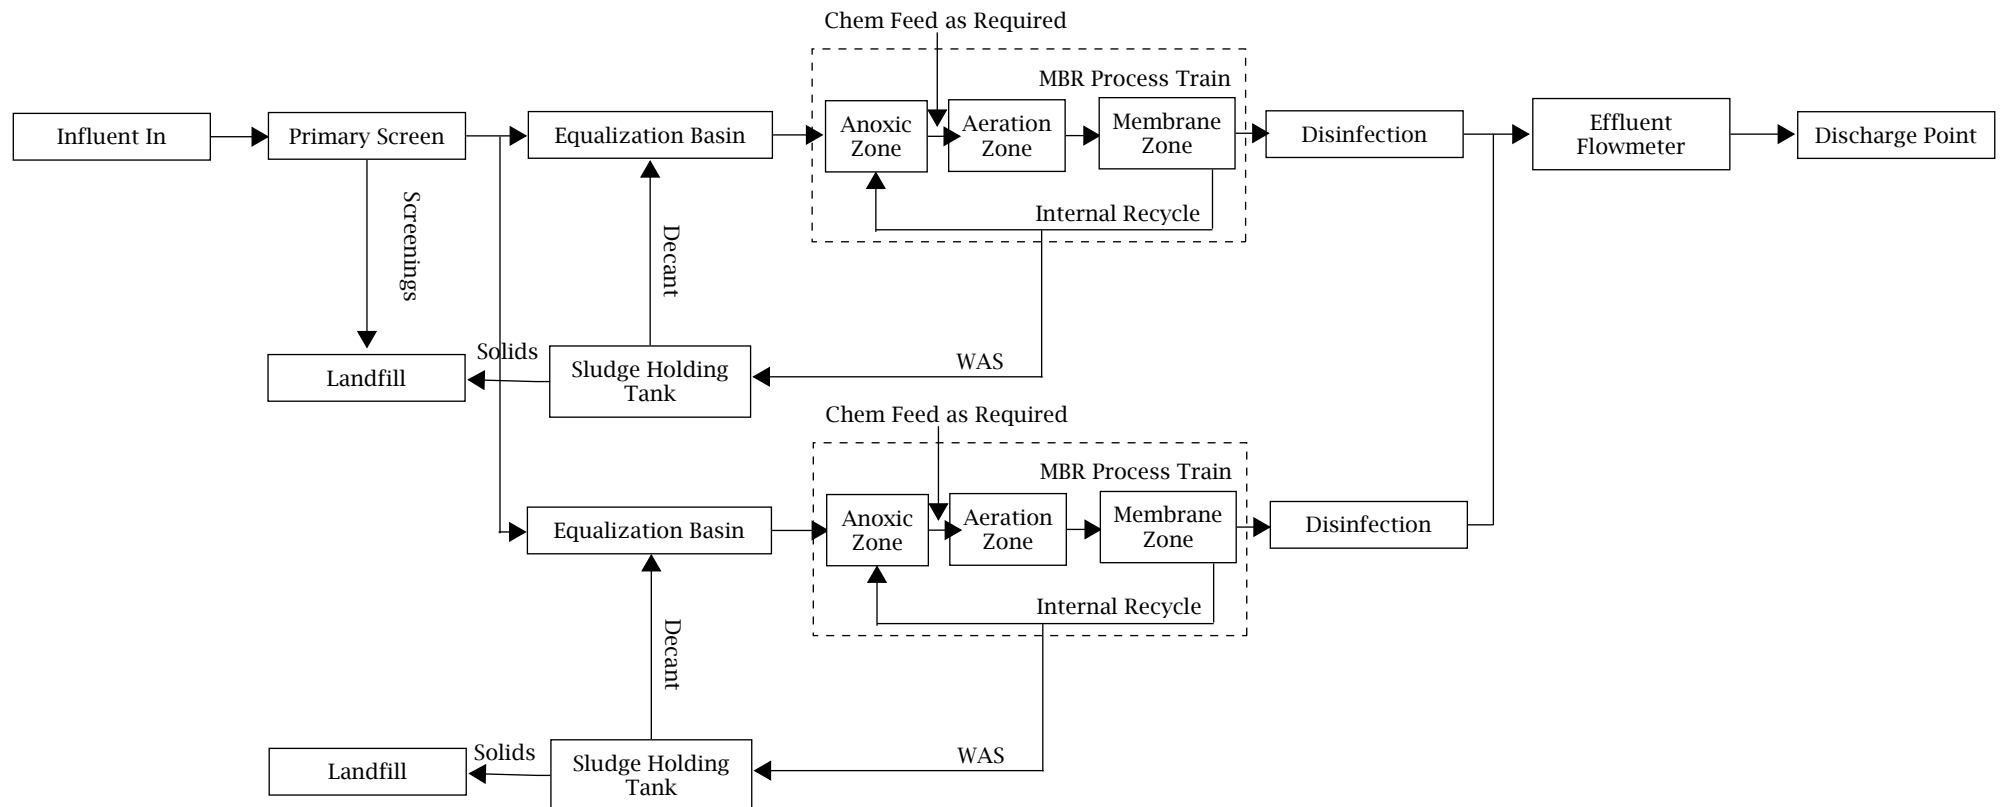 Chem Feed as Required
MBR Process Train
Influent In
Primary Screen
Equalization Basin
Anoxic
Zone
Aeration
Zone
Membrane
Zone
Disinfection
Effluent
Flowmeter
Discharge Point
Screenings
Decant
Internal Recycle
Landfill
Solids
Sludge Holding
Tank
WAS
Chem Feed as Required
MBR Process Train
Equalization Basin
Anoxic
Zone
Aeration
Zone
Membrane
Zone
Disinfection
Internal Recycle
Decant
Landfill
Solids
Sludge Holding
Tank
WAS